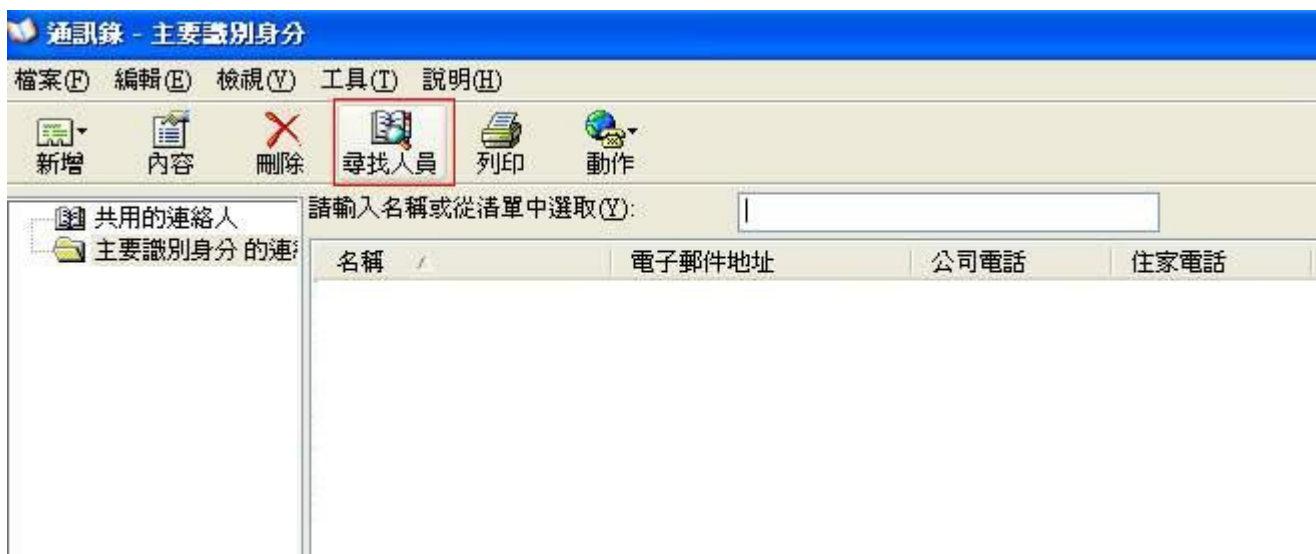 通訊錄 - 主要識別身分
檔案(F) 編輯(E) 檢視(V) 工具(T) 說明(H)
新增 內容 刪除 尋找人員 列印 動作
共用的連絡人
主要識別身分 的連
請輸入名稱或從清單中選取(Y):
名稱 電子郵件地址 公司電話 住家電話